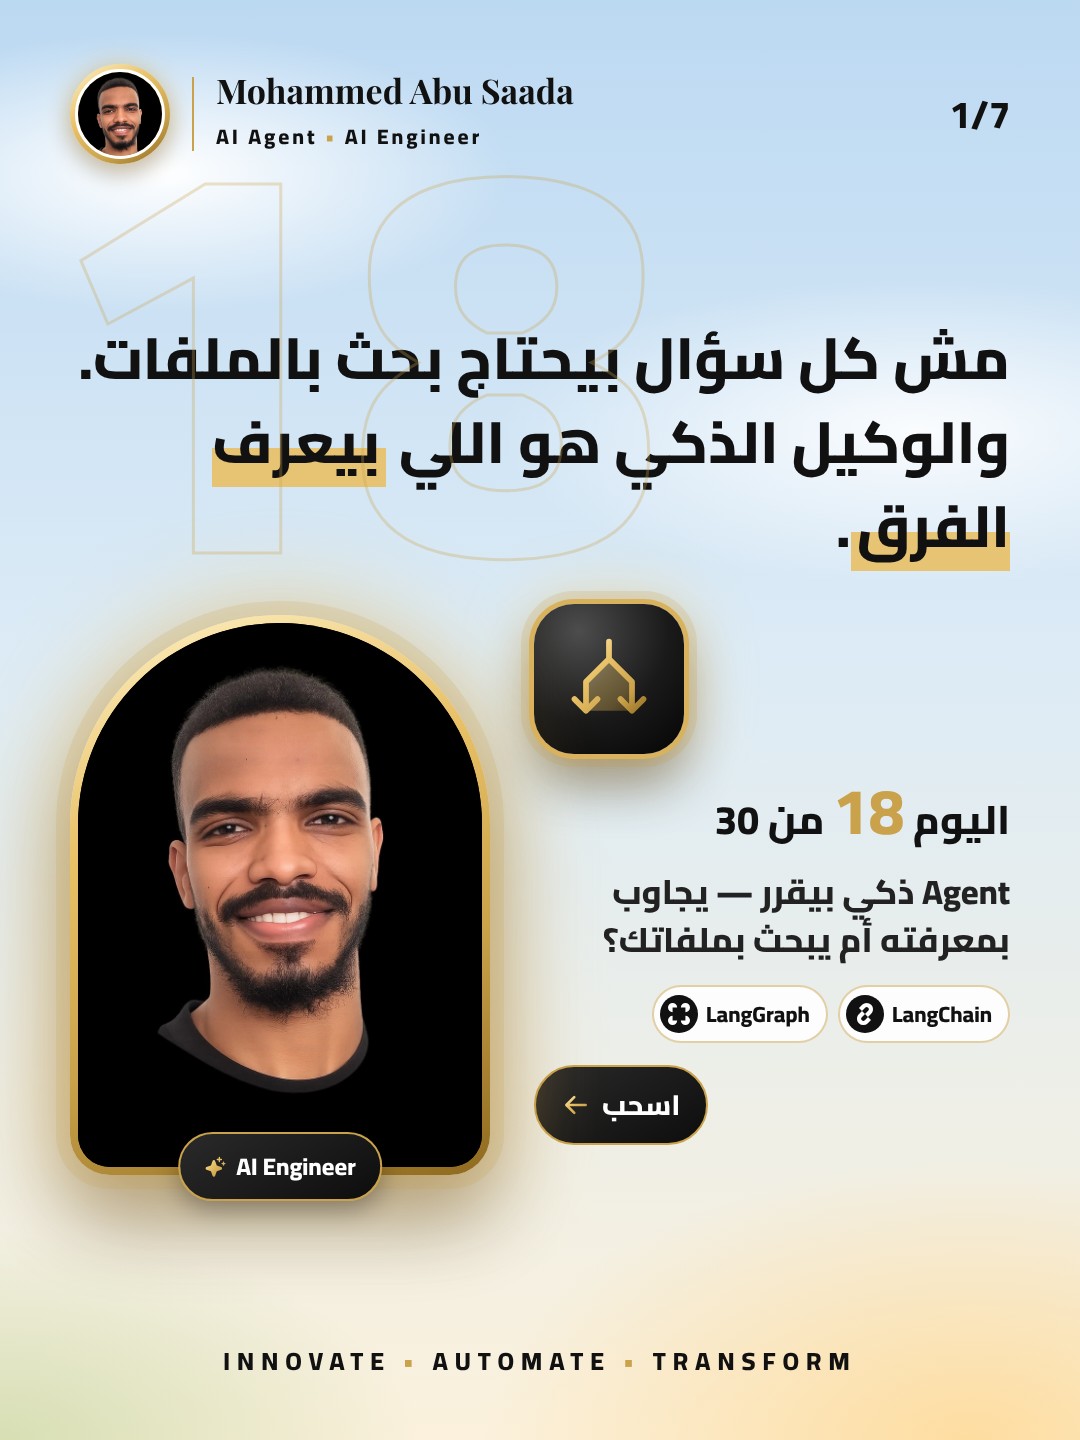 Mohammed Abu Saada
AI Agent ▪ AI Engineer
1/7
18
مش كل سؤال بيحتاج بحث بالملفات.
والوكيل الذكي هو اللي بيعرف
الفرق.
اليوم 18 من 30
Agent ذكي بيقرر — يجاوب
بمعرفته أم يبحث بملفاتك؟
LangChain
LangGraph
اسحب ←
AI Engineer
INNOVATE ▪ AUTOMATE ▪ TRANSFORM